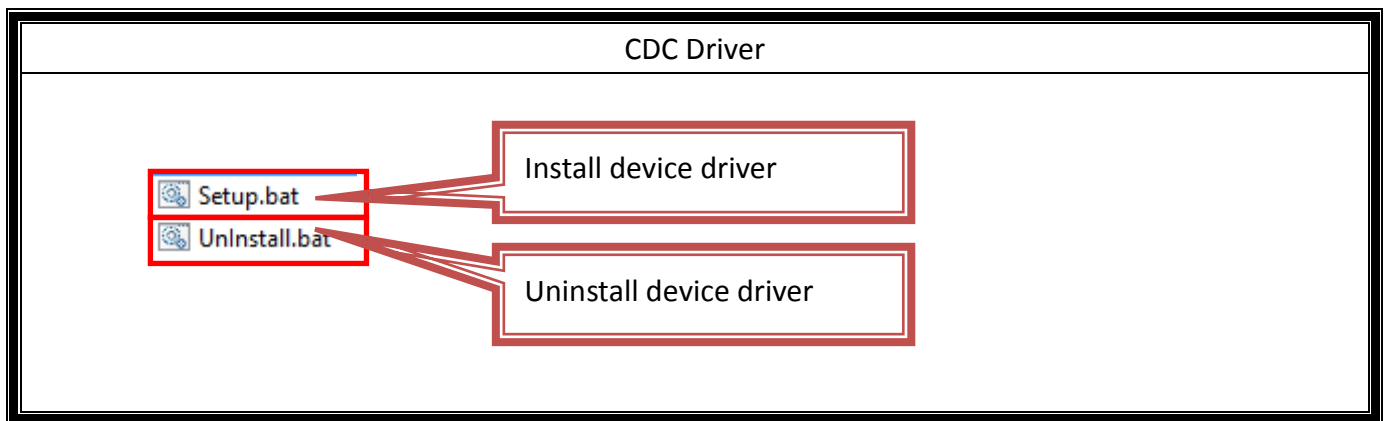 CDC Driver
Install device driver
Setup.bat
UnInstall.bat
Uninstall device driver